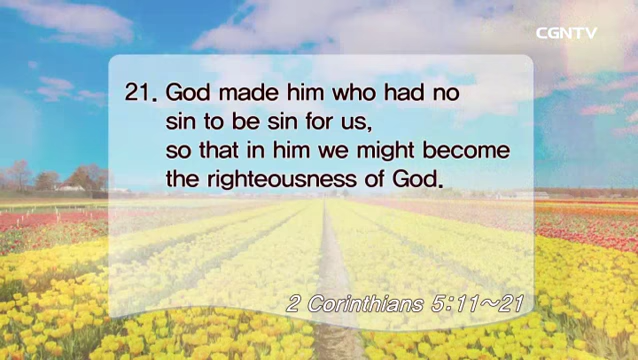 CGNTV
21. God made him who had no
sin to be sin for us,
so that in him we might become
the righteousness of God.
2 Corinthians 5:11~21